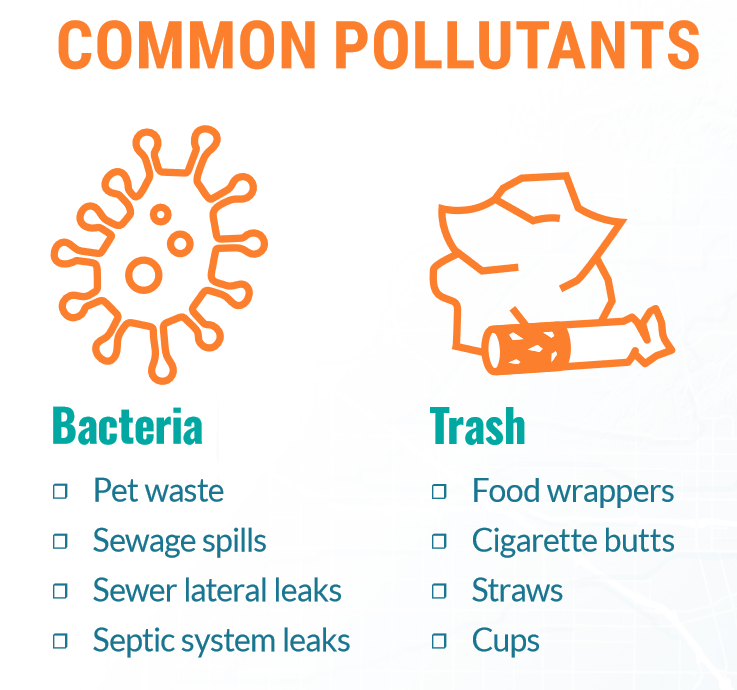 COMMON POLLUTANTS
Bacteria
Pet waste
Sewage spills
Sewer lateral leaks
Septic system leaks
Trash
Food wrappers
Cigarette butts
Straws
Cups